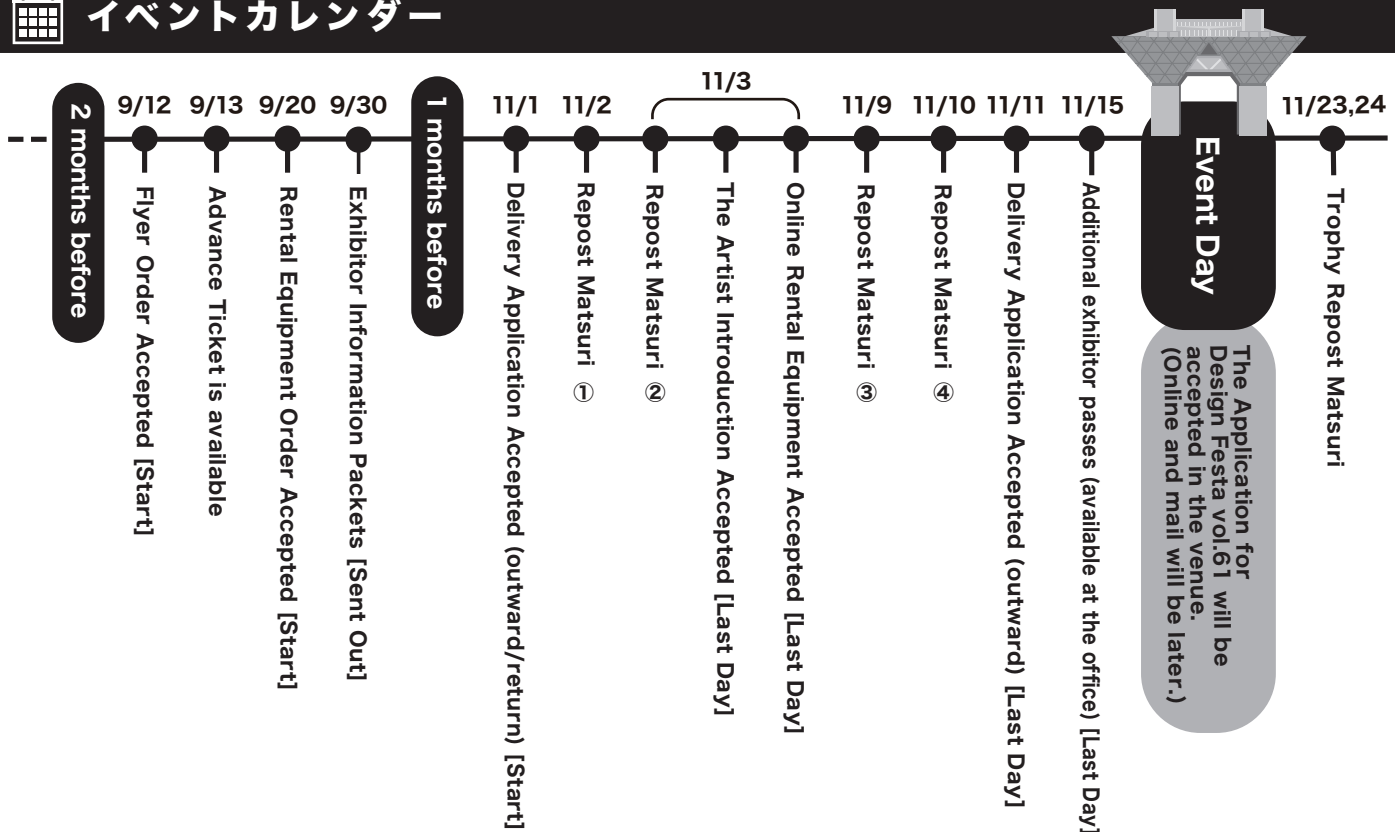 イベントカレンダー
2 months before
9/12
Flyer Order Accepted [Start]
9/13
Advance Ticket is available
9/20
Rental Equipment Order Accepted [Start]
9/30
Exhibitor Information Packets [Sent Out]
1 months before
11/1
Delivery Application Accepted (outward/return) [Start]
11/2
Repost Matsuri ①
11/3
Repost Matsuri ②
The Artist Introduction Accepted [Last Day]
Online Rental Equipment Accepted [Last Day]
11/9
Repost Matsuri ③
11/10
Repost Matsuri ④
11/11
Delivery Application Accepted (outward) [Last Day]
11/15
Additional exhibitor passes (available at the office) [Last Day]
Event Day
The Application for
Design Festa vol.61 will be
accepted in the venue.
(Online and mail will be later.)
11/23,24
Trophy Repost Matsuri